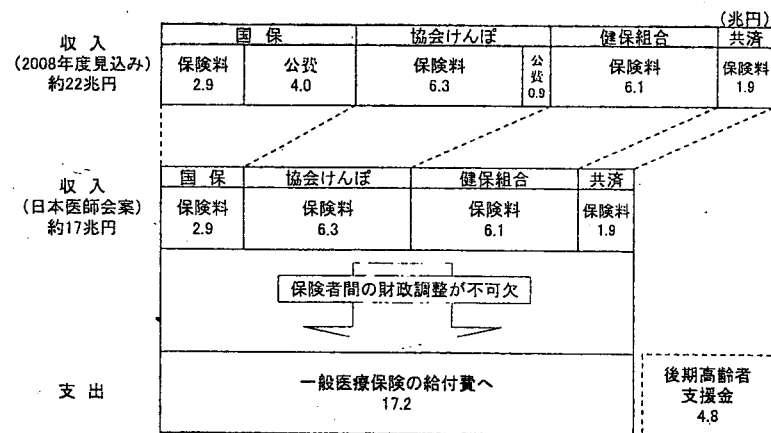 (兆円)
収 入
(2008年度見込み)
約22兆円
国 保 協会けんぽ 健保組合 共済
保険料 公費 保険料 公費 保険料 保険料
2.9 4.0 6.3 0.9 6.1 1.9
収 入
(日本医師会案)
約17兆円
国 保 協会けんぽ 健保組合 共済
保険料 保険料 保険料 保険料
2.9 6.3 6.1 1.9
保険者間の財政調整が不可欠
支 出
一般医療保険の給付費へ
17.2
後期高齢者
支援金
4.8